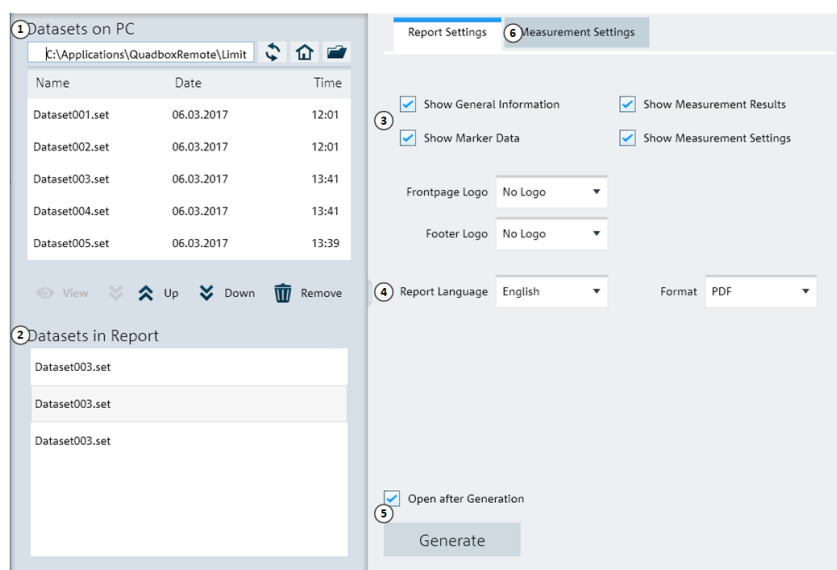 1 Datasets on PC
C:\Applications\QuadboxRemote\Limit
Name Date Time
Dataset001.set 06.03.2017 12:01
Dataset002.set 06.03.2017 12:01
Dataset003.set 06.03.2017 13:41
Dataset004.set 06.03.2017 13:41
Dataset005.set 06.03.2017 13:39
View Up Down Remove
2 Datasets in Report
Dataset003.set
Dataset003.set
Dataset003.set
Report Settings 6 Measurement Settings
3
Show General Information Show Measurement Results
Show Marker Data Show Measurement Settings
Frontpage Logo No Logo
Footer Logo No Logo
4 Report Language English Format PDF
Open after Generation
5
Generate